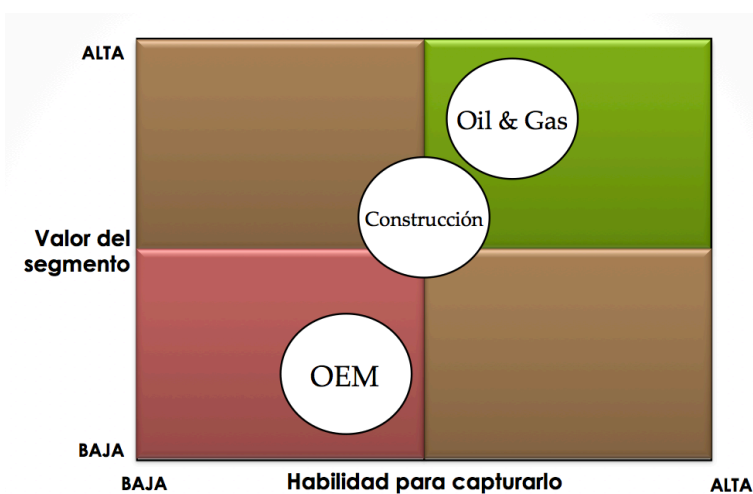 ALTA
Oil & Gas
Construcción
Valor del
segmento
OEM
BAJA
BAJA
Habilidad para capturarlo
ALTA